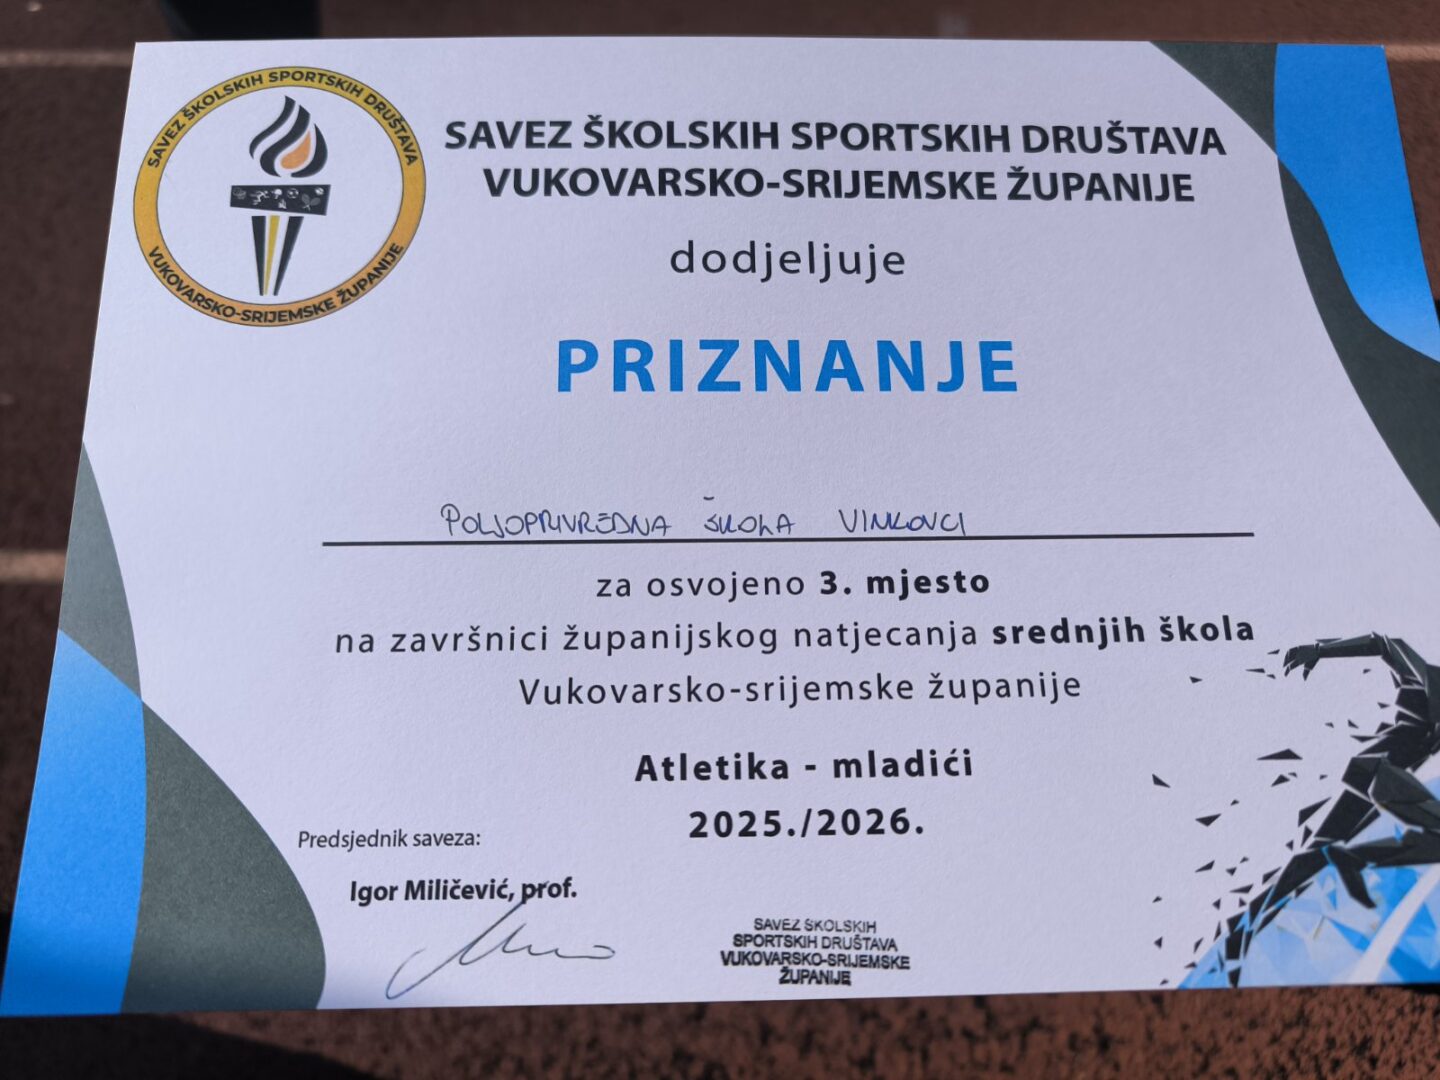 SAVEZ ŠKOLSKIH SPORTSKIH DRUŠTAVA
VUKOVARSKO-SRIJEMSKE ŽUPANIJE
SAVEZ ŠKOLSKIH SPORTSKIH DRUŠTAVA
VUKOVARSKO-SRIJEMSKE ŽUPANIJE
dodjeljuje
PRIZNANJE
POLJOPRIVREDNA ŠKOLA VINKOVCI
za osvojeno 3. mjesto
na završnici županijskog natjecanja srednjih škola
Vukovarsko-srijemske županije
Atletika - mladići
2025./2026.
Predsjednik saveza:
Igor Miličević, prof.
SAVEZ ŠKOLSKIH
SPORTSKIH DRUŠTAVA
VUKOVARSKO-SRIJEMSKE
ŽUPANIJE